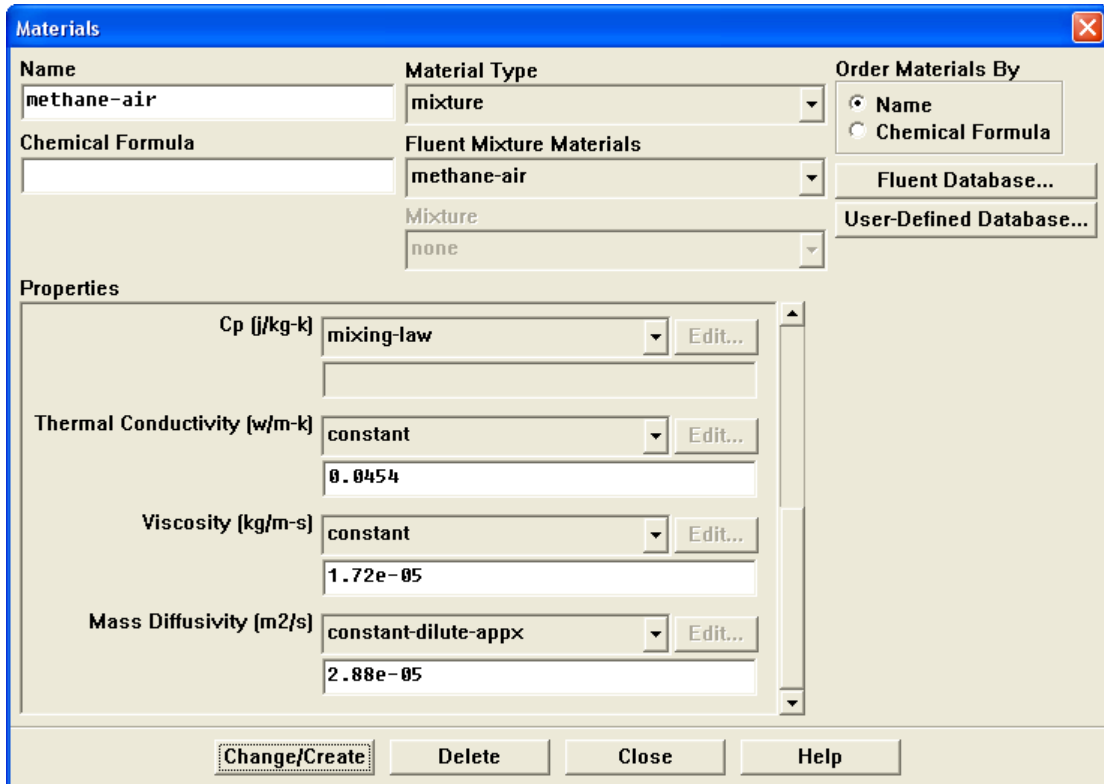 Materials
Name
methane-air
Chemical Formula
Material Type
mixture
Fluent Mixture Materials
methane-air
Mixture
none
Order Materials By
Name
Chemical Formula
Fluent Database...
User-Defined Database...
Properties
Cp (j/kg-k) mixing-law Edit...
Thermal Conductivity (w/m-k) constant Edit...
0.0454
Viscosity (kg/m-s) constant Edit...
1.72e-05
Mass Diffusivity (m2/s) constant-dilute-appx Edit...
2.88e-05
Change/Create Delete Close Help